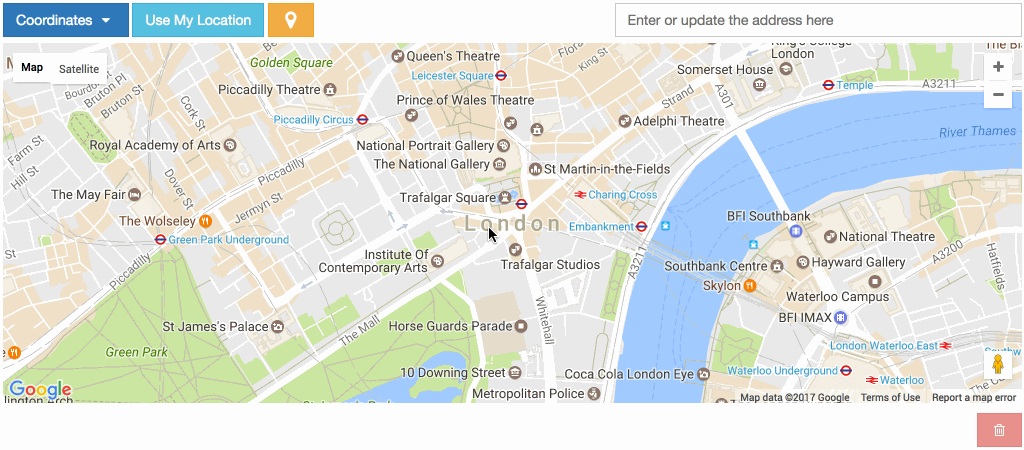 Coordinates
Use My Location
Enter or update the address here
Map
Satellite
Queen's Theatre
Golden Square
Leicester Square
King St
London
Somerset House
Piccadilly Theatre
Strand
A301
Temple
A3211
Bruton Pl
Bruton St
Cork St
Prince of Wales Theatre
Piccadilly Circus
Adelphi Theatre
River Thames
Farm St
Royal Academy of Arts
National Portrait Gallery
Hill St
The National Gallery
St Martin-in-the-Fields
Piccadilly
Dover St
The May Fair
Jermyn St
Trafalgar Square
Charing Cross
The Wolseley
London
Embankment
BFI Southbank
Green Park Underground
National Theatre
A3200
Institute Of
Contemporary Arts
Trafalgar Studios
A3211
Southbank Centre
Hayward Gallery
Hatfields
Piccadilly
Skylon
Waterloo Campus
Whitehall
BFI IMAX
St James's Palace
The Mall
Horse Guards Parade
London Waterloo East
Green Park
10 Downing Street
Coca Cola London Eye
Waterloo Underground
Waterloo
Metropolitan Police
Google
Map data ©2017 Google
Terms of Use
Report a map error